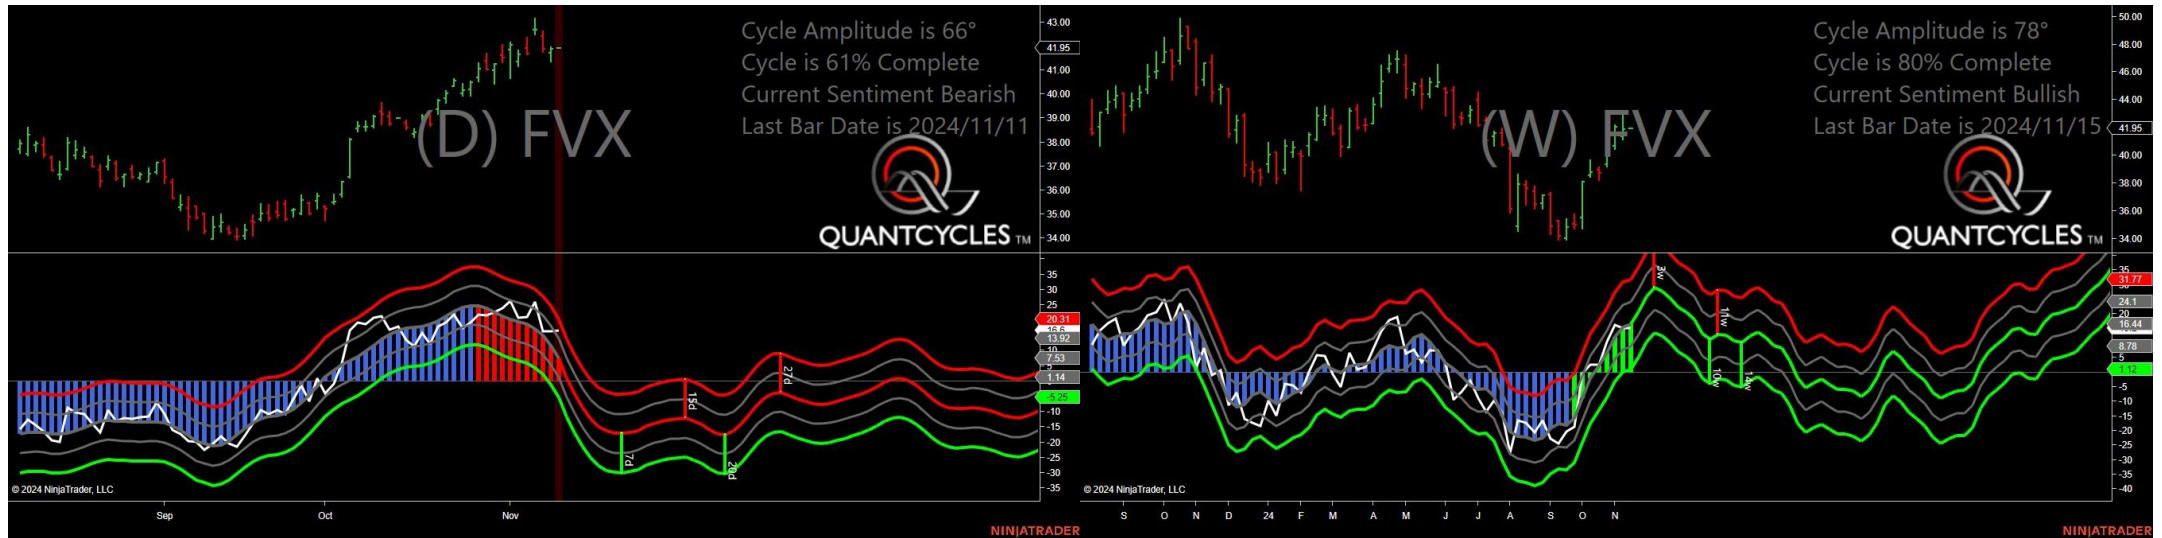 Cycle Amplitude is 66°
Cycle is 61% Complete
Current Sentiment Bearish
Last Bar Date is 2024/11/11
(D) FVX
QUANTCYCLES TM
43.00
41.95
41.00
40.00
39.00
38.00
37.00
36.00
35.00
34.00
35
30
25
20.31
16.6
13.92
10
7.53
5
1.14
-5.25
-10
-15
-20
-25
-30
-35
7d
15d
20d
27d
© 2024 NinjaTrader, LLC
Sep Oct Nov
NINJATRADER
Cycle Amplitude is 78°
Cycle is 80% Complete
Current Sentiment Bullish
Last Bar Date is 2024/11/15
(W) FVX
QUANTCYCLES TM
50.00
48.00
46.00
44.00
41.95
40.00
38.00
36.00
34.00
35
31.77
24.1
20
16.44
8.78
5
1.12
-5
-10
-15
-20
-25
-30
-35
-40
3w
11w
10w
14w
© 2024 NinjaTrader, LLC
S O N D 24 F M A M J J A S O N
NINJATRADER